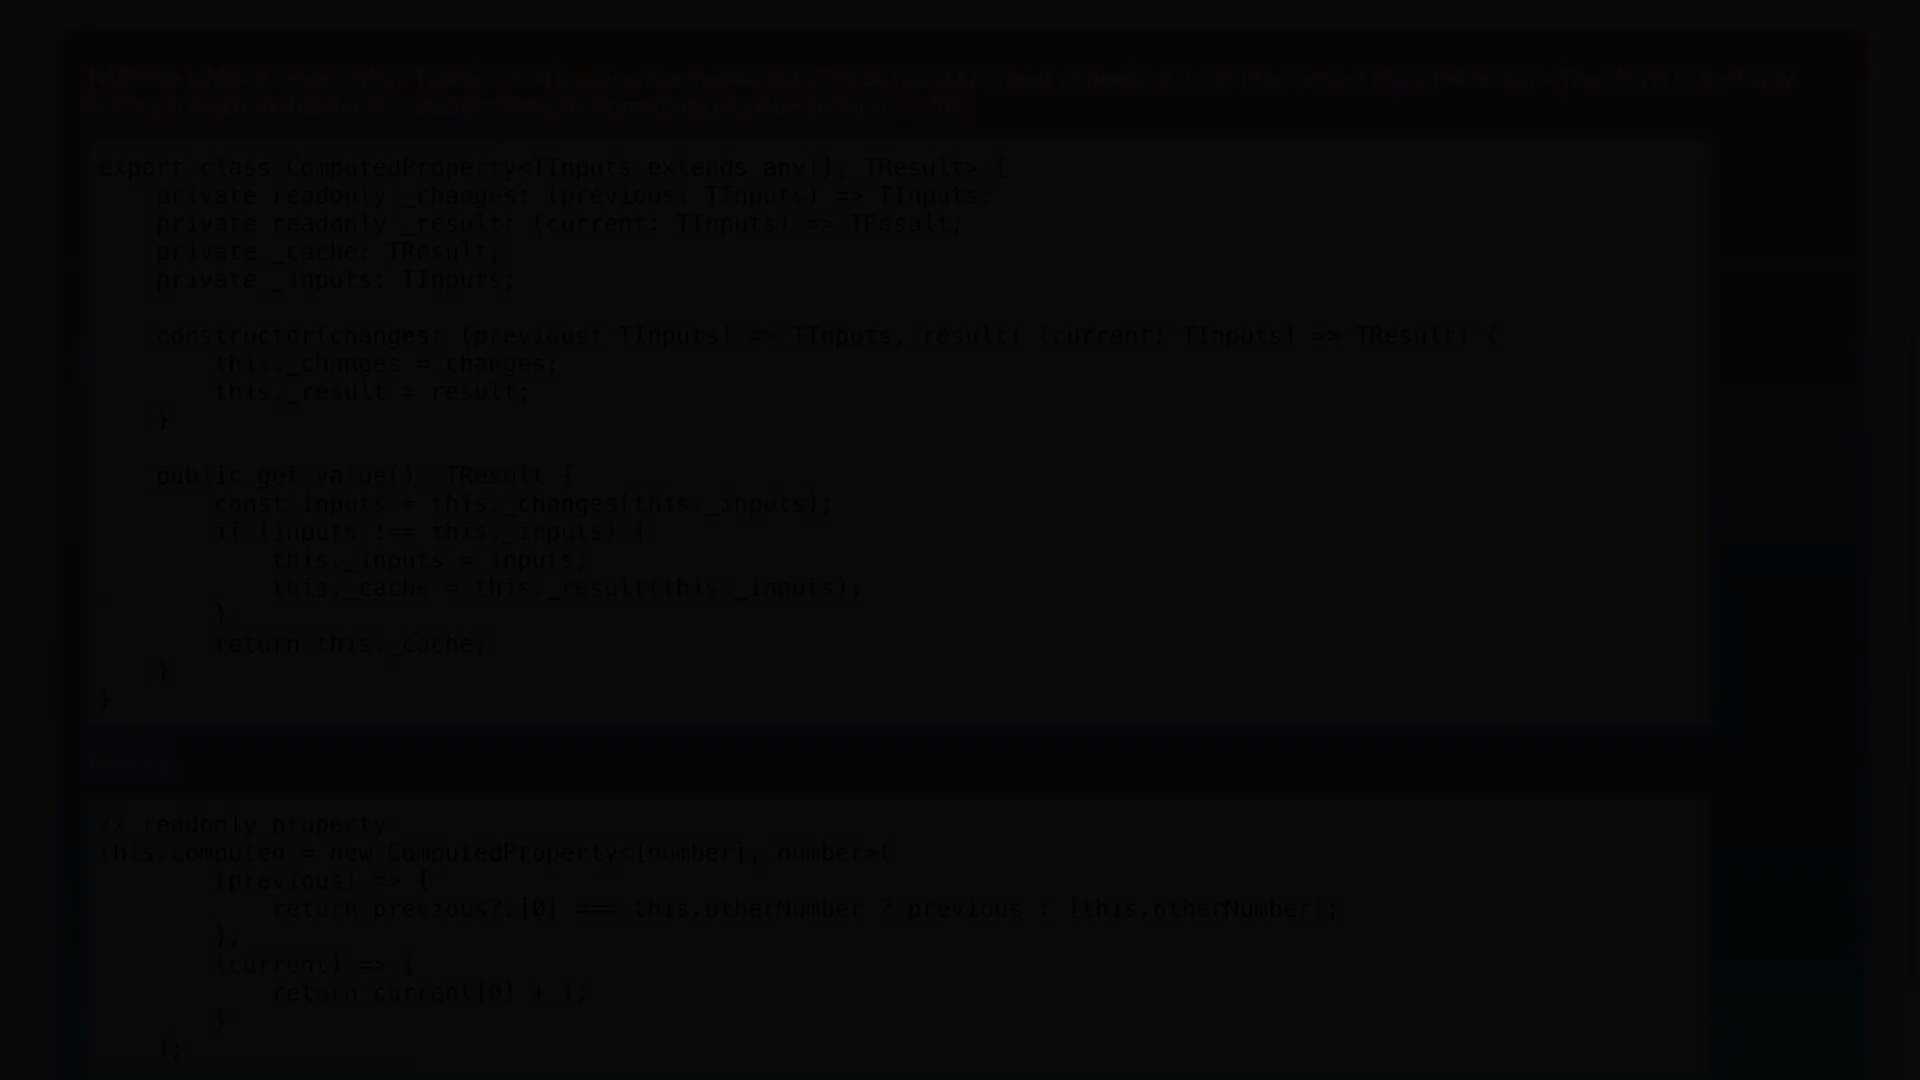 export class ComputedProperty<TInputs extends any[], TResult> {
private readonly _changes: (previous: TInputs) => TInputs;
private readonly _result: (current: TInputs) => TResult;
private _cache: TResult;
private _inputs: TInputs;
constructor(changes: (previous: TInputs) => TInputs, result: (current: TInputs) => TResult) {
this._changes = changes;
this._result = result;
}
public get value(): TResult {
const inputs = this._changes(this._inputs);
if (inputs !== this._inputs) {
this._inputs = inputs;
this._cache = this._result(this._inputs);
}
return this._cache;
}
}
// readonly property
this.computed = new ComputedProperty<[number], number>(
(previous) => {
return previous?.[0] === this.otherNumber ? previous : [this.otherNumber];
},
(current) => {
return current[0] + 1;
}
);